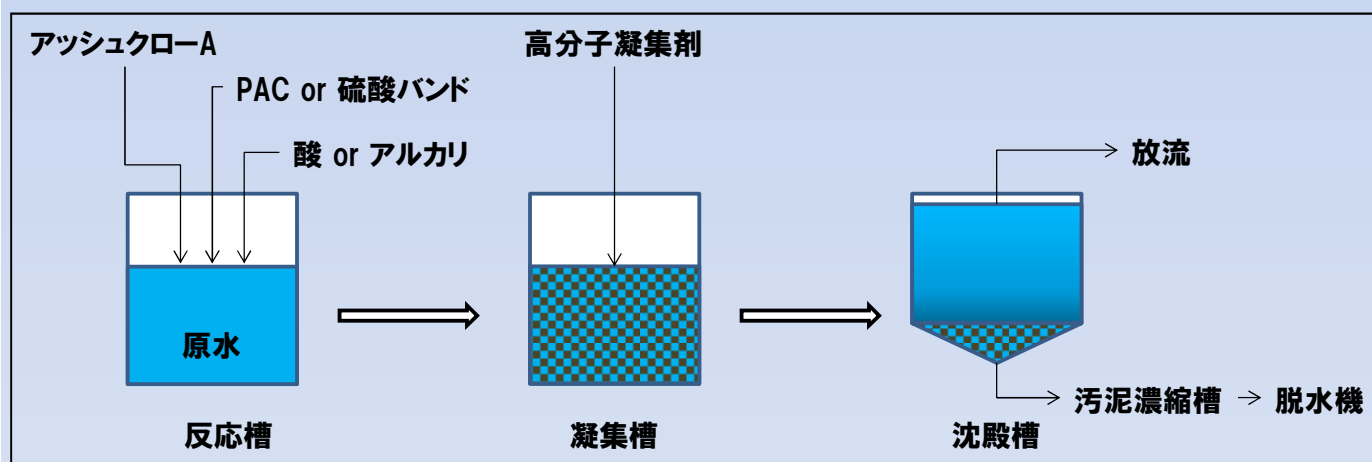 アッシュクローA
高分子凝集剤
PAC or 硫酸バンド
酸 or アルカリ
放流
原水
汚泥濃縮槽 → 脱水機
反応槽
凝集槽
沈殿槽